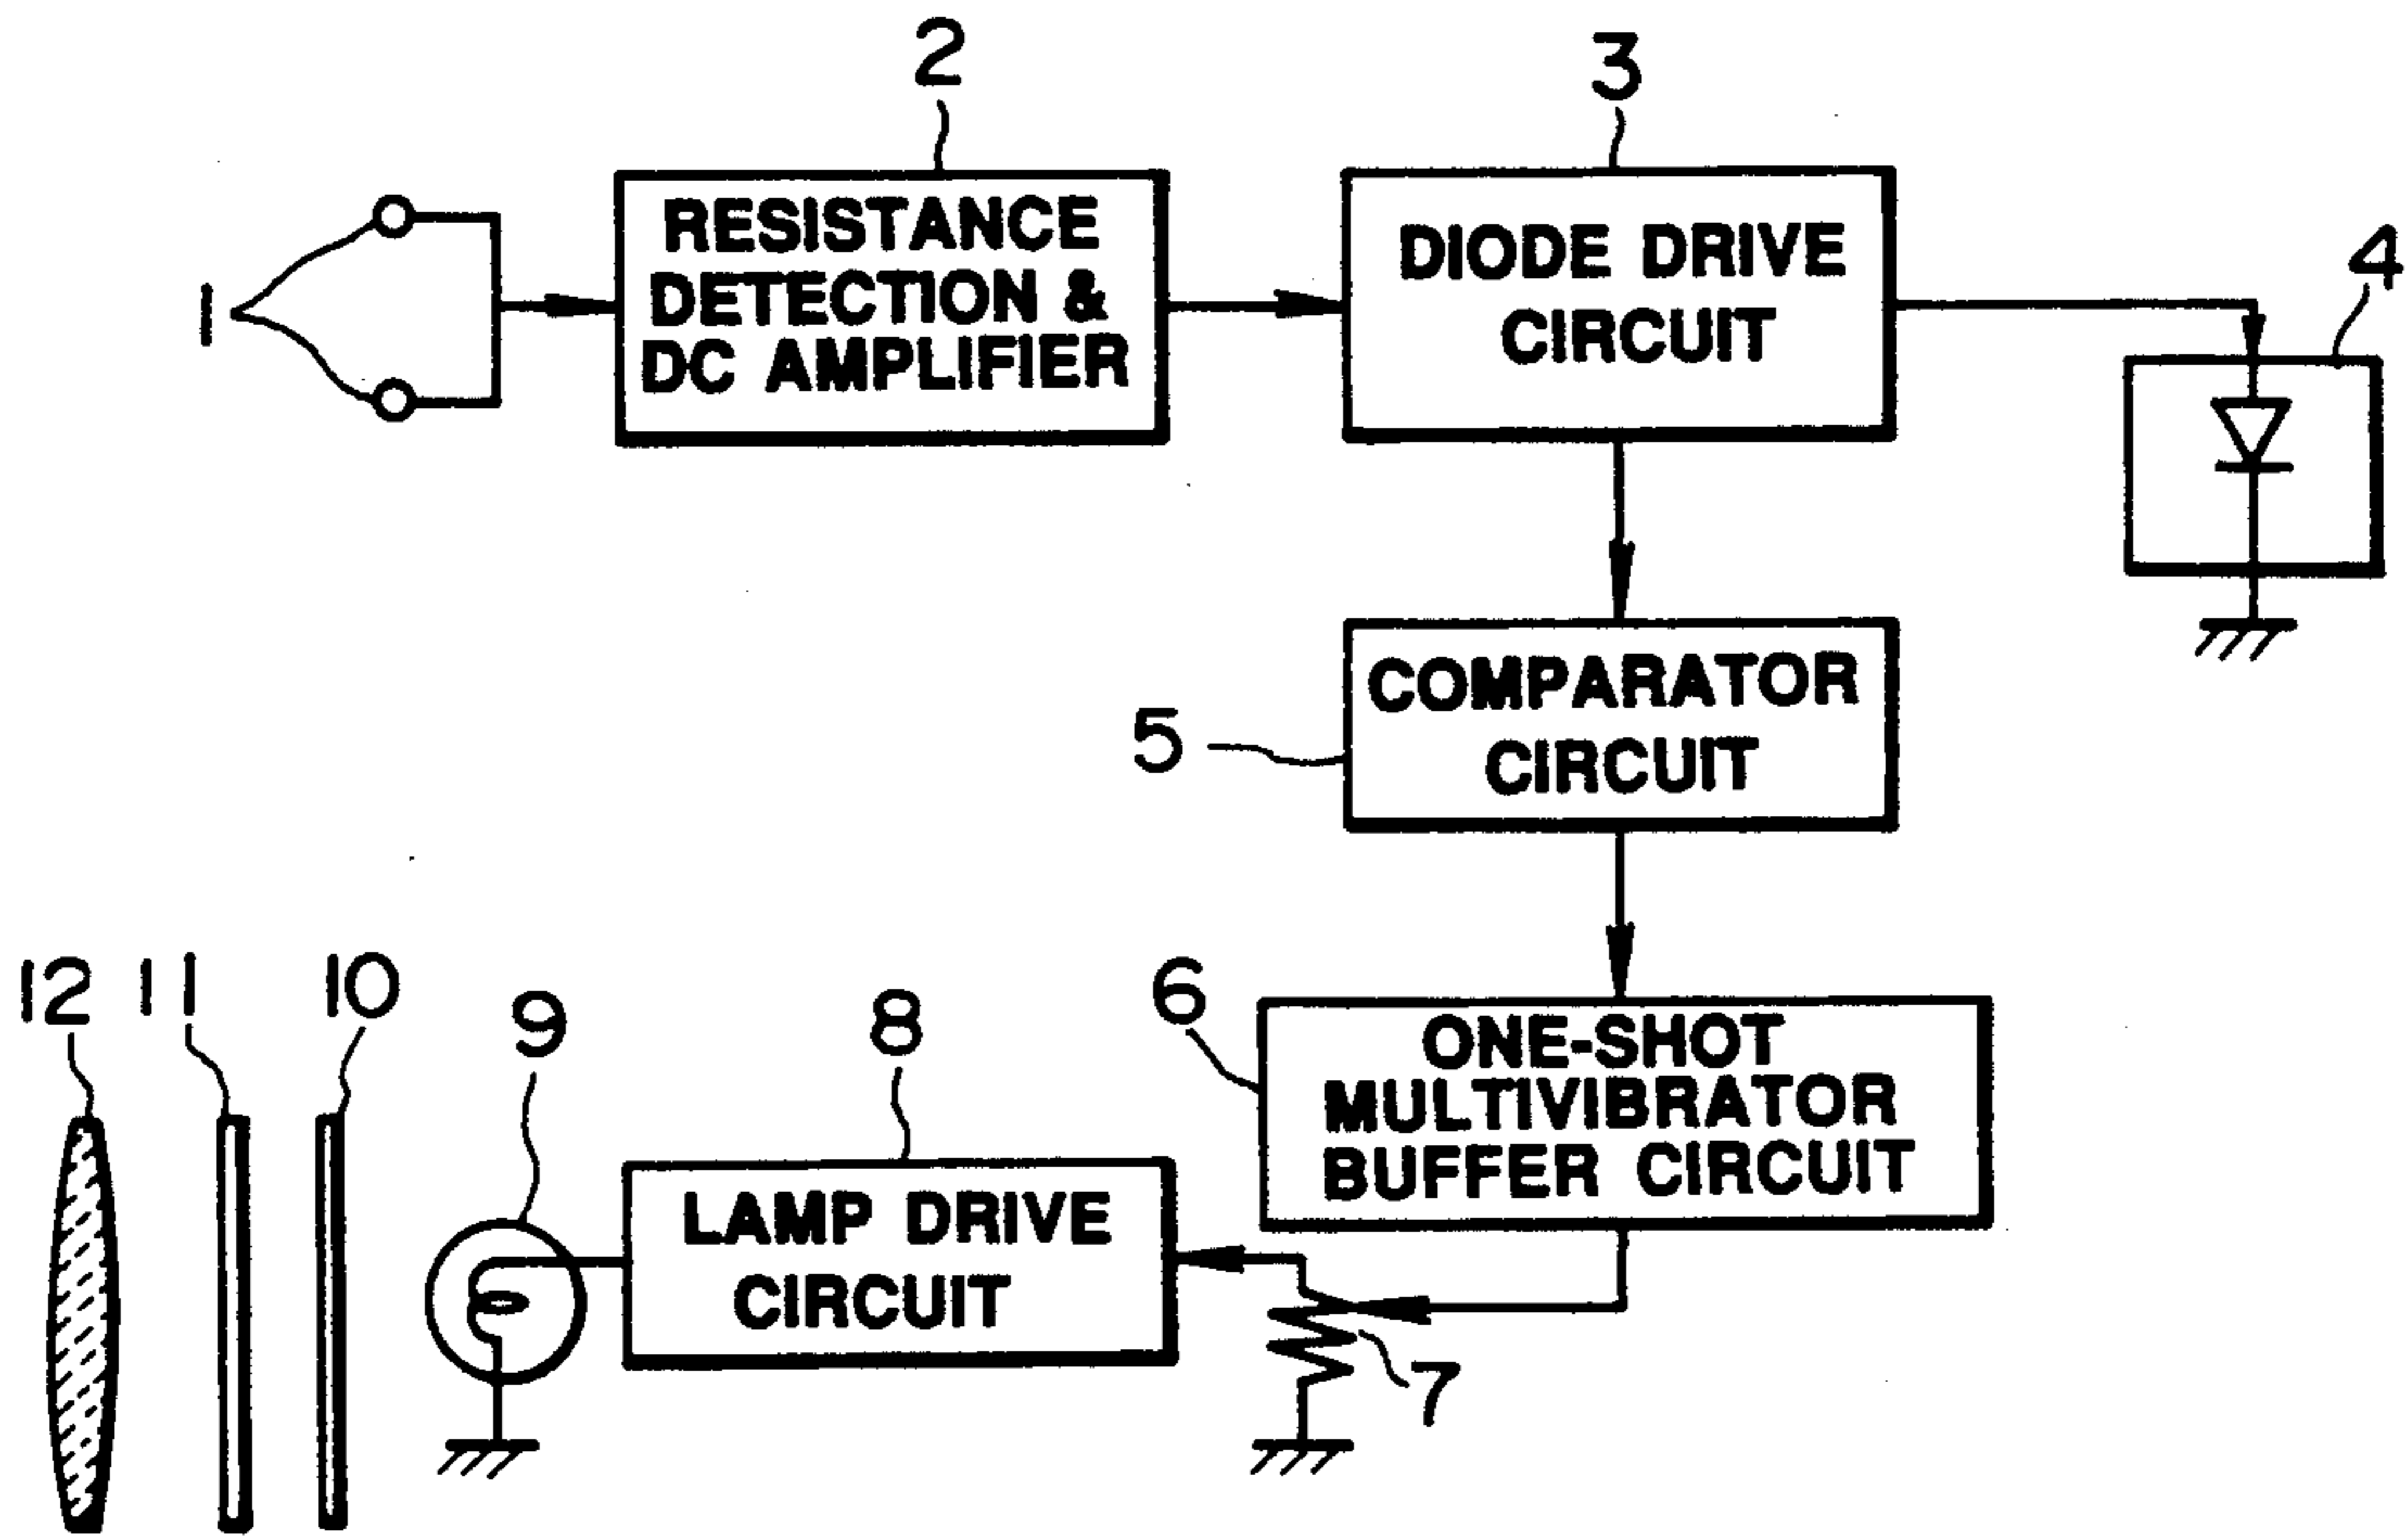 2
3
RESISTANCE
DETECTION &
DC AMPLIFIER
DIODE DRIVE
CIRCUIT
4
1
COMPARATOR
CIRCUIT
5
12
11
10
9
8
6
ONE-SHOT
MULTIVIBRATOR
BUFFER CIRCUIT
LAMP DRIVE
CIRCUIT
7